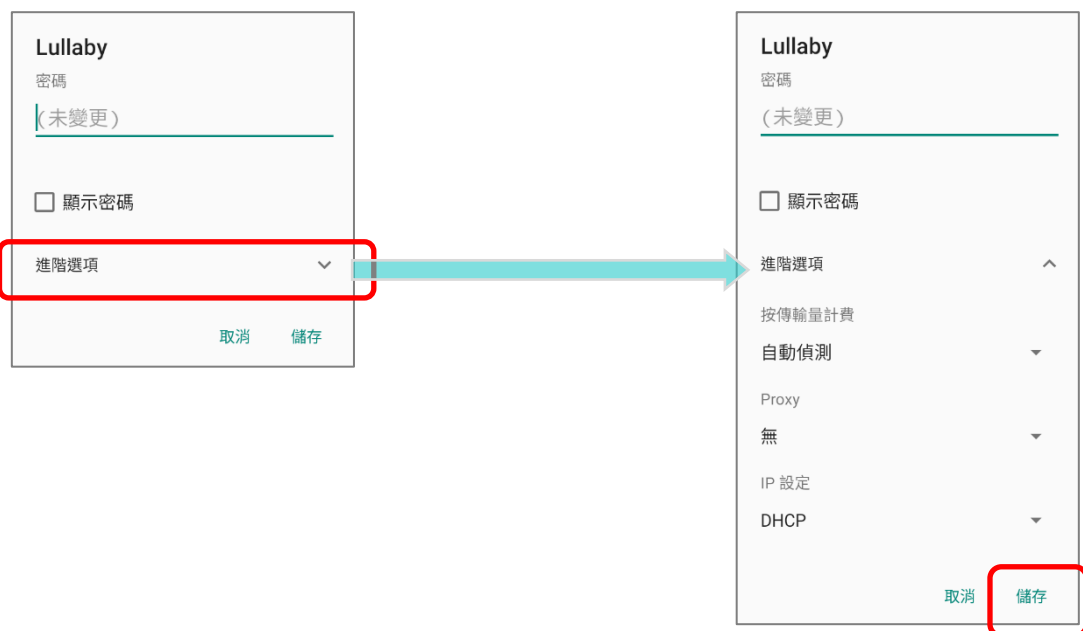 Lullaby
密碼
(未變更)
顯示密碼
進階選項
取消 儲存
Lullaby
密碼
(未變更)
顯示密碼
進階選項
按傳輸量計費
自動偵測
Proxy
無
IP 設定
DHCP
取消 儲存